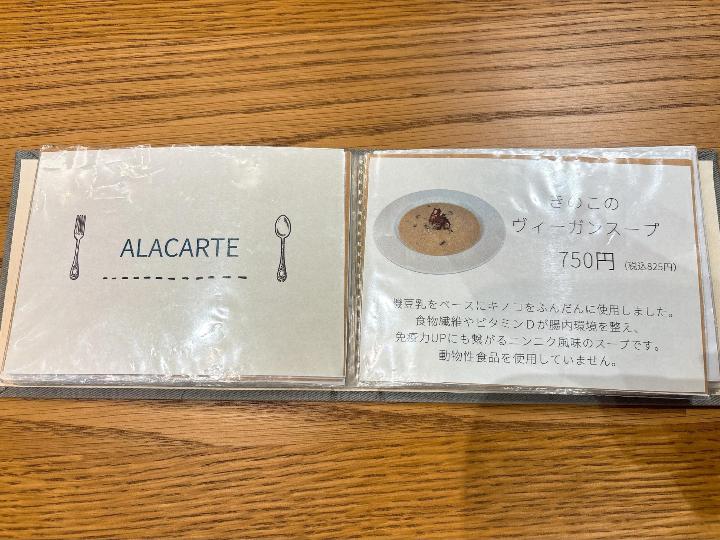 ALACARTE
きのこの
ヴィーガンスープ
750円 (税込825円)
豆乳をベースにキノコをふんだんに使用しました。
食物繊維やビタミンDが腸内環境を整え、
免疫力UPにも繋がるニンニク風味のスープです。
動物性食品を使用していません。